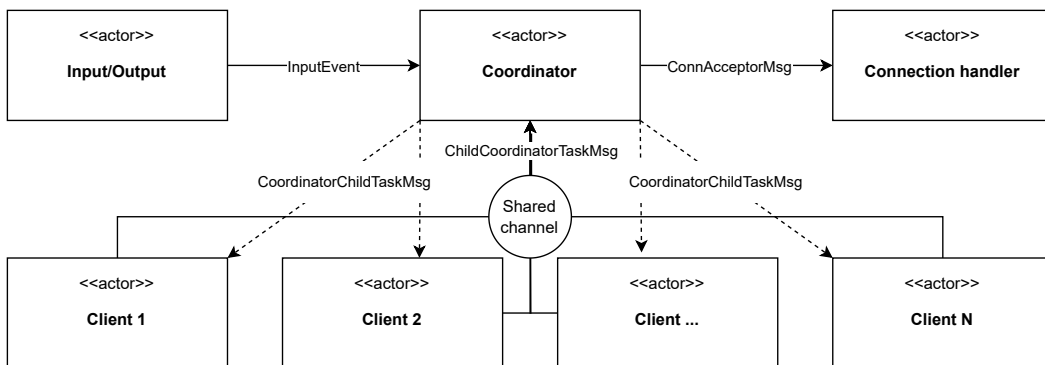 <<actor>>
Input/Output
InputEvent
<<actor>>
Coordinator
ConnAcceptorMsg
<<actor>>
Connection handler
ChildCoordinatorTaskMsg
CoordinatorChildTaskMsg
CoordinatorChildTaskMsg
Shared
channel
<<actor>>
Client 1
<<actor>>
Client 2
<<actor>>
Client ...
<<actor>>
Client N